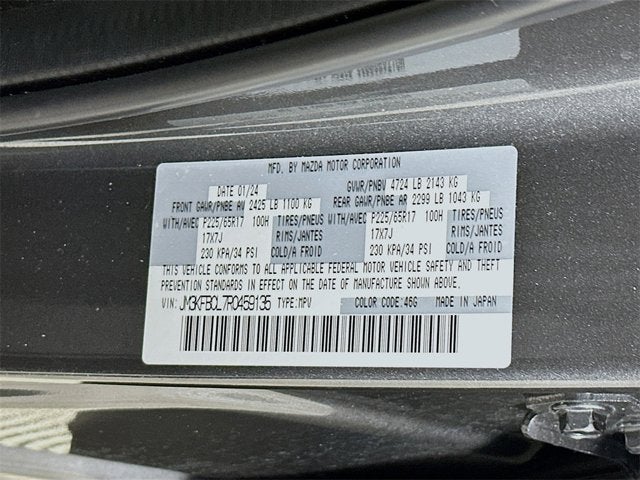 MFD. BY MAZDA MOTOR CORPORATION
DATE 01/24 GVWR/PNBV 4724 LB 2143 KG
FRONT GAWR/PNBE AV 2425 LB 1100 KG REAR GAWR/PNBE AR 2299 LB 1043 KG
WITH/AVEC P225/65R17 100H TIRES/PNEUS WITH/AVEC P225/65R17 100H TIRES/PNEUS
17X7J RIMS/JANTES 17X7J RIMS/JANTES
230 KPA/34 PSI COLD/A FROID 230 KPA/34 PSI COLD/A FROID
THIS VEHICLE CONFORMS TO ALL APPLICABLE FEDERAL MOTOR VEHICLE SAFETY AND THEFT
PREVENTION STANDARDS IN EFFECT ON THE DATE OF MANUFACTURE SHOWN ABOVE.
VIN: JM3KFBCL7R0459135 TYPE:MPV COLOR CODE:46G MADE IN JAPAN